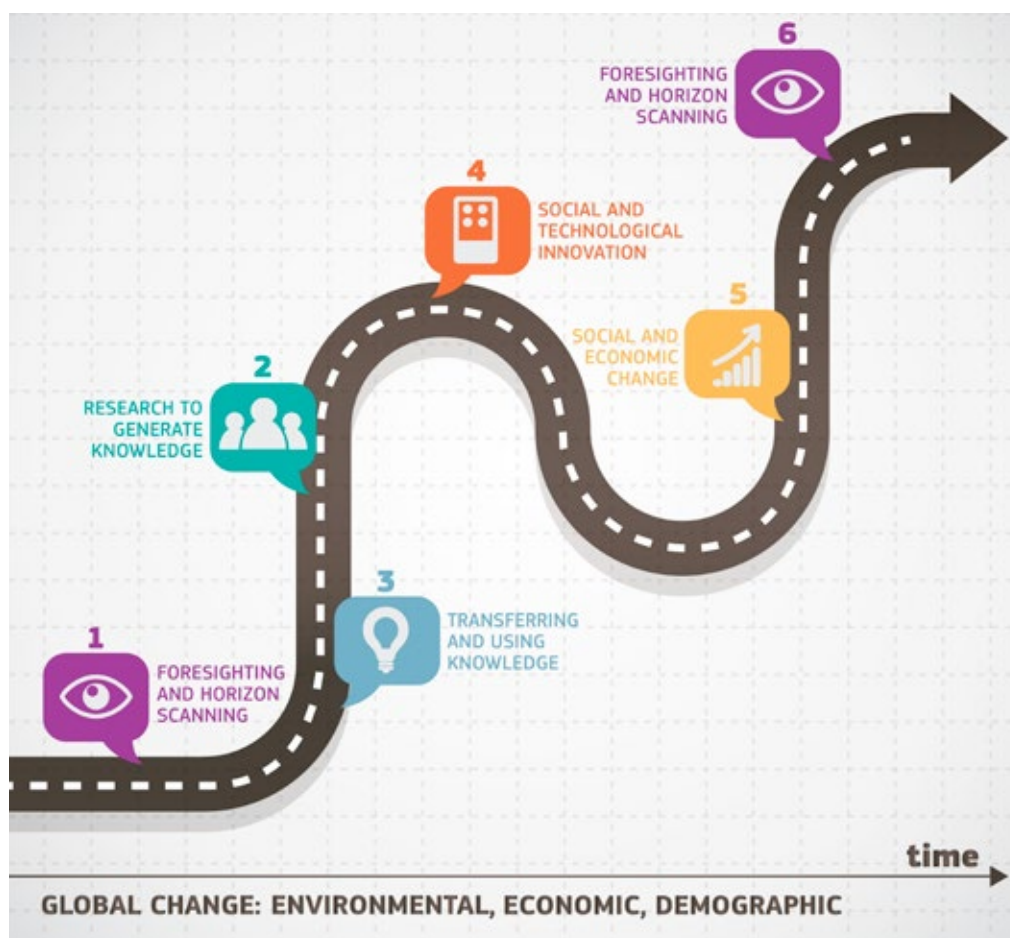 1
FORESIGHTING
AND HORIZON
SCANNING
2
RESEARCH TO
GENERATE
KNOWLEDGE
3
TRANSFERRING
AND USING
KNOWLEDGE
4
SOCIAL AND
TECHNOLOGICAL
INNOVATION
5
SOCIAL AND
ECONOMIC
CHANGE
6
FORESIGHTING
AND HORIZON
SCANNING
time
GLOBAL CHANGE: ENVIRONMENTAL, ECONOMIC, DEMOGRAPHIC